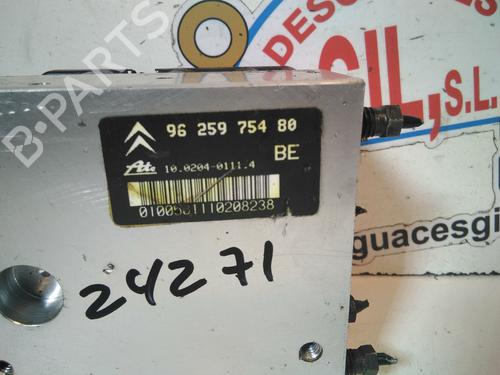 DESGUACES
GIL, S.L.
B-PARTS
96 259 754 80
BE
Ate 10.0204-0111.4
24271
guacesgi